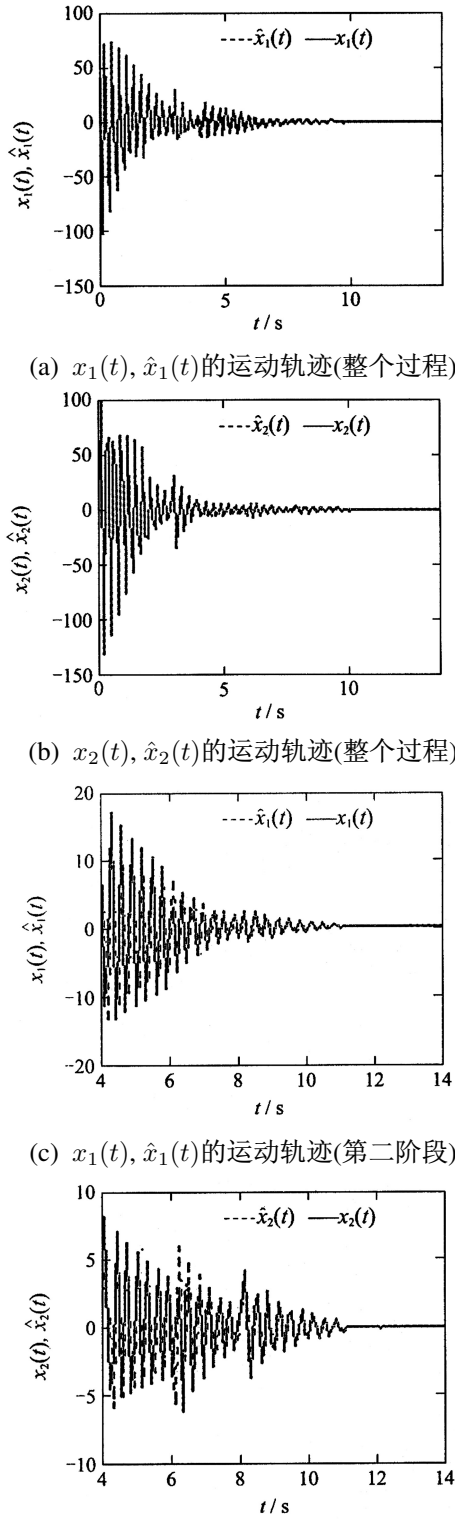 x̂₁(t) x₁(t)
100
50
0
−50
−100
−150
x₁(t), x̂₁(t)
0 5 10
t / s
(a) x₁(t), x̂₁(t)的运动轨迹(整个过程)
x̂₂(t) x₂(t)
100
50
0
−50
−100
−150
x₂(t), x̂₂(t)
0 5 10
t / s
(b) x₂(t), x̂₂(t)的运动轨迹(整个过程)
x̂₁(t) x₁(t)
20
10
0
−10
−20
x₁(t), x̂₁(t)
4 6 8 10 12 14
t / s
(c) x₁(t), x̂₁(t)的运动轨迹(第二阶段)
x̂₂(t) x₂(t)
10
5
0
−5
−10
x₂(t), x̂₂(t)
4 6 8 10 12 14
t / s